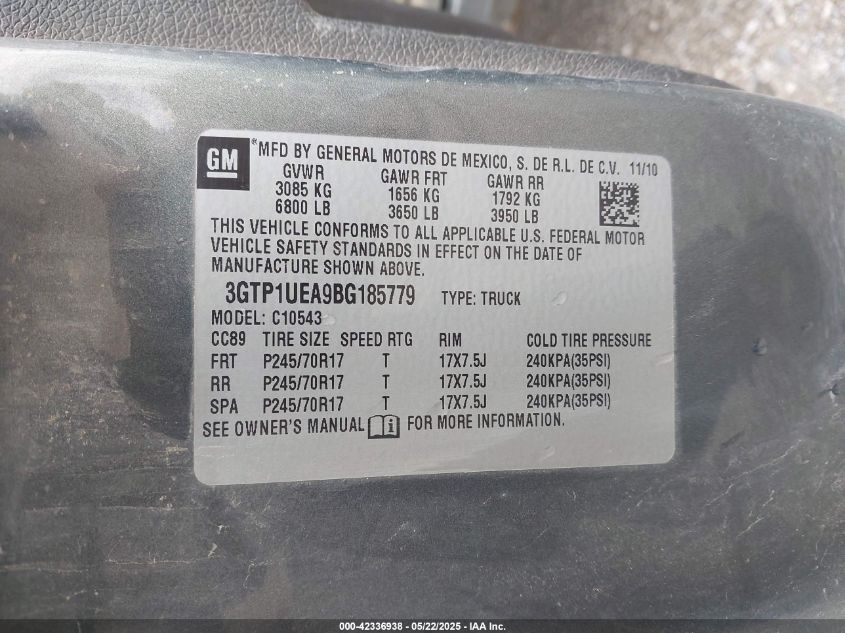 GM *MFD BY GENERAL MOTORS DE MEXICO, S. DE R.L. DE C.V. 11/10
GVWR GAWR FRT GAWR RR
3085 KG 1656 KG 1792 KG
6800 LB 3650 LB 3950 LB
THIS VEHICLE CONFORMS TO ALL APPLICABLE U.S. FEDERAL MOTOR
VEHICLE SAFETY STANDARDS IN EFFECT ON THE DATE OF
MANUFACTURE SHOWN ABOVE.
3GTP1UEA9BG185779 TYPE: TRUCK
MODEL: C10543
CC89 TIRE SIZE SPEED RTG RIM COLD TIRE PRESSURE
FRT P245/70R17 T 17X7.5J 240KPA(35PSI)
RR P245/70R17 T 17X7.5J 240KPA(35PSI)
SPA P245/70R17 T 17X7.5J 240KPA(35PSI)
SEE OWNER'S MANUAL i FOR MORE INFORMATION.
000-42336938 - 05/22/2025 - IAA Inc.